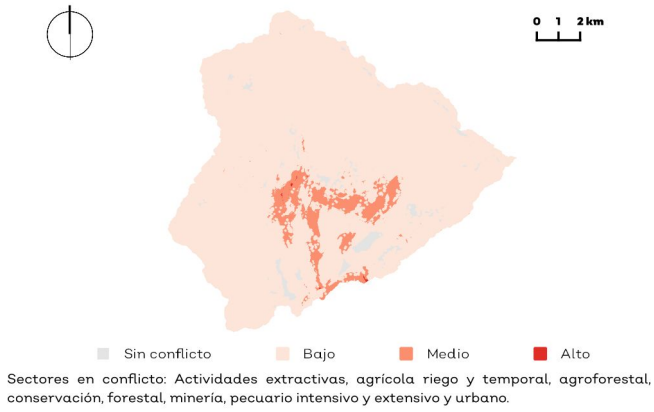 0 1 2 km
Sin conflicto Bajo Medio Alto
Sectores en conflicto: Actividades extractivas, agrícola riego y temporal, agroforestal,
conservación, forestal, minería, pecuario intensivo y extensivo y urbano.